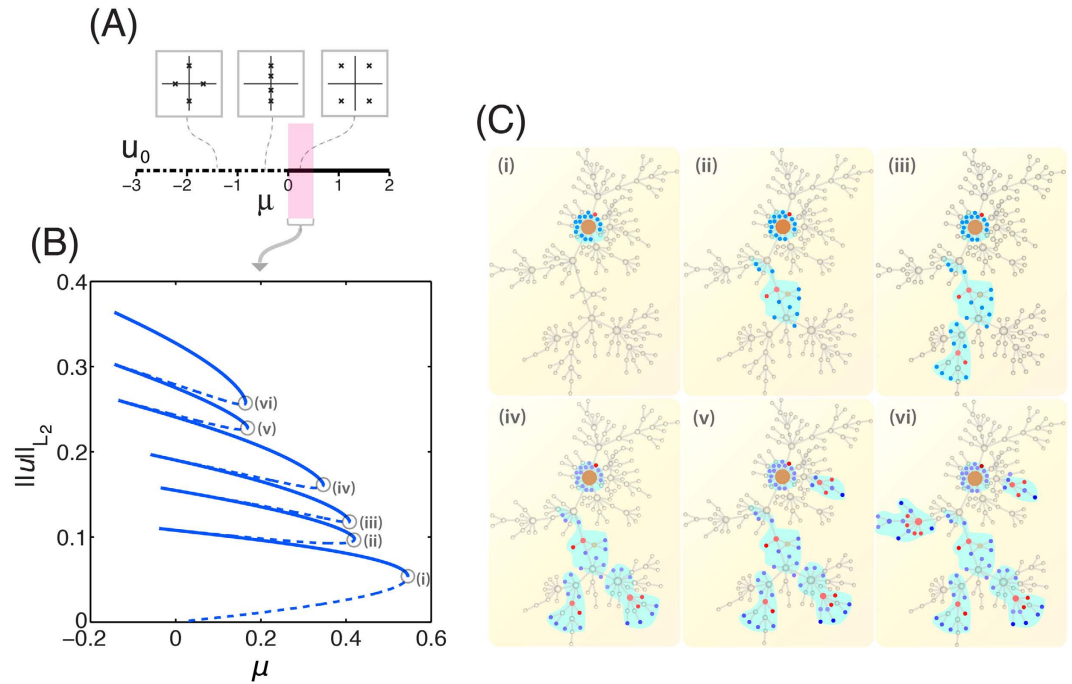 (A)
u0
−3 −2 −1 0 1 2
μ
(B)
0.4
0.3
0.2
0.1
0
||u||L2
(vi)
(v)
(iv)
(iii)
(ii)
(i)
−0.2 0 0.2 0.4 0.6
μ
(C)
(i) (ii) (iii)
(iv) (v) (vi)